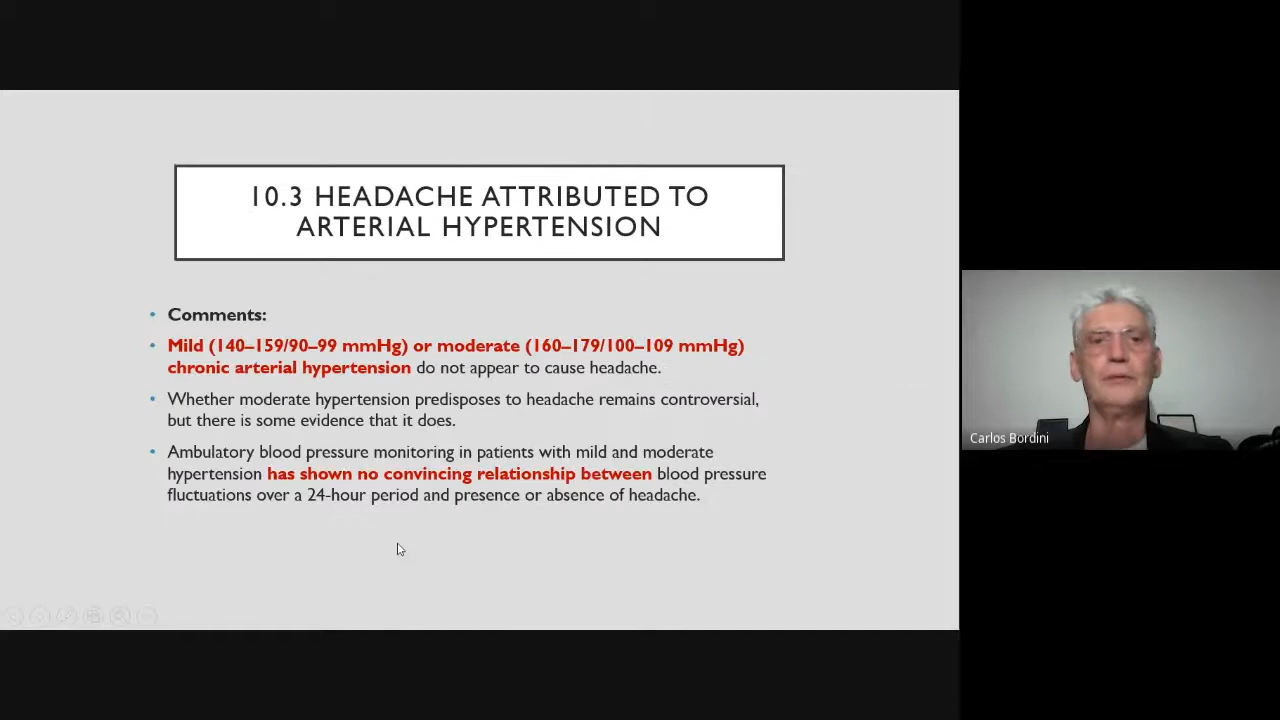 10.3 HEADACHE ATTRIBUTED TO
ARTERIAL HYPERTENSION
• Comments:
• Mild (140–159/90–99 mmHg) or moderate (160–179/100–109 mmHg)
chronic arterial hypertension do not appear to cause headache.
• Whether moderate hypertension predisposes to headache remains controversial,
but there is some evidence that it does.
• Ambulatory blood pressure monitoring in patients with mild and moderate
hypertension has shown no convincing relationship between blood pressure
fluctuations over a 24-hour period and presence or absence of headache.
Carlos Bordini